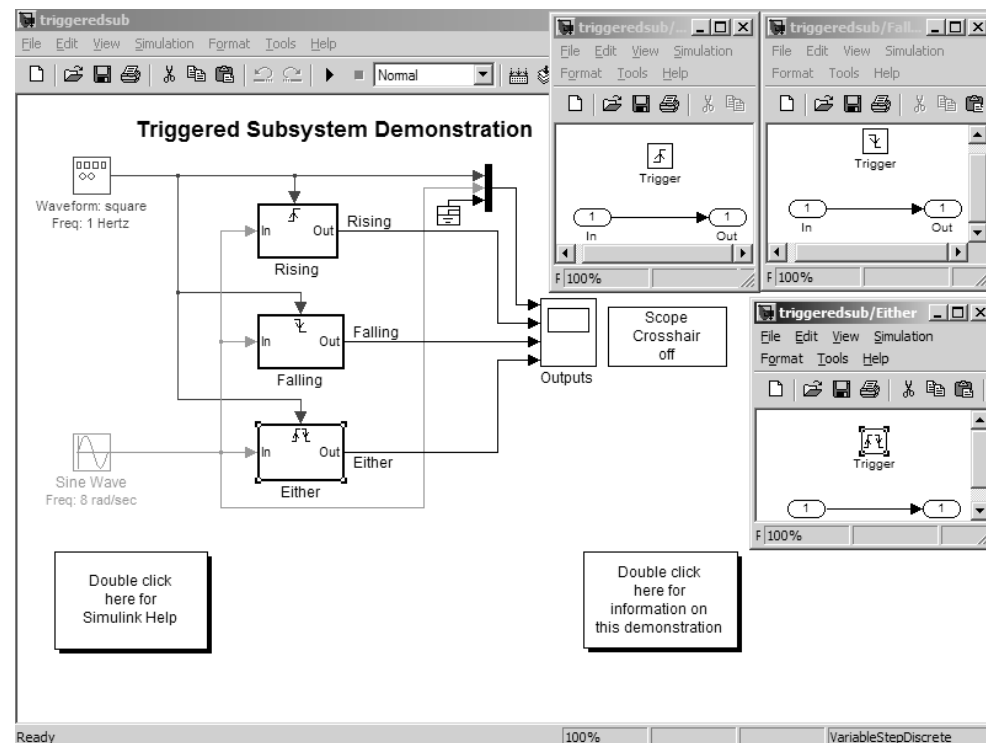 triggeredsub
File Edit View Simulation Format Tools Help
Normal
Triggered Subsystem Demonstration
Waveform: square
Freq: 1 Hertz
In
Out
Rising
Rising
In
Out
Falling
Falling
In
Out
Either
Either
Sine Wave
Freq: 8 rad/sec
Outputs
Scope
Crosshair
off
Double click
here for
Simulink Help
Double click
here for
information on
this demonstration
Ready
100%
VariableStepDiscrete
triggeredsub/...
File Edit View Simulation
Format Tools Help
Trigger
1
1
In
Out
F 100%
triggeredsub/Fall...
File Edit View Simulation
Format Tools Help
Trigger
1
1
In
Out
F 100%
triggeredsub/Either
File Edit View Simulation
Format Tools Help
Trigger
1
1
F 100%